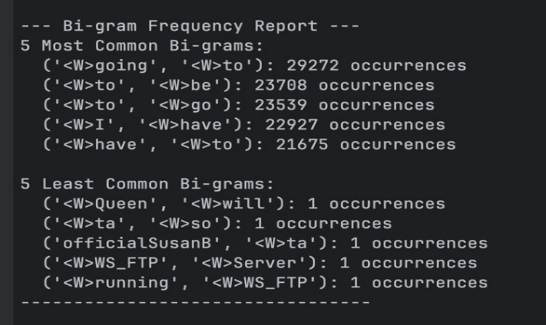 --- Bi-gram Frequency Report ---
5 Most Common Bi-grams:
('<W>going', '<W>to'): 29272 occurrences
('<W>to', '<W>be'): 23708 occurrences
('<W>to', '<W>go'): 23539 occurrences
('<W>I', '<W>have'): 22927 occurrences
('<W>have', '<W>to'): 21675 occurrences
5 Least Common Bi-grams:
('<W>Queen', '<W>will'): 1 occurrences
('<W>ta', '<W>so'): 1 occurrences
('officialSusanB', '<W>ta'): 1 occurrences
('<W>WS_FTP', '<W>Server'): 1 occurrences
('<W>running', '<W>WS_FTP'): 1 occurrences
---------------------------------